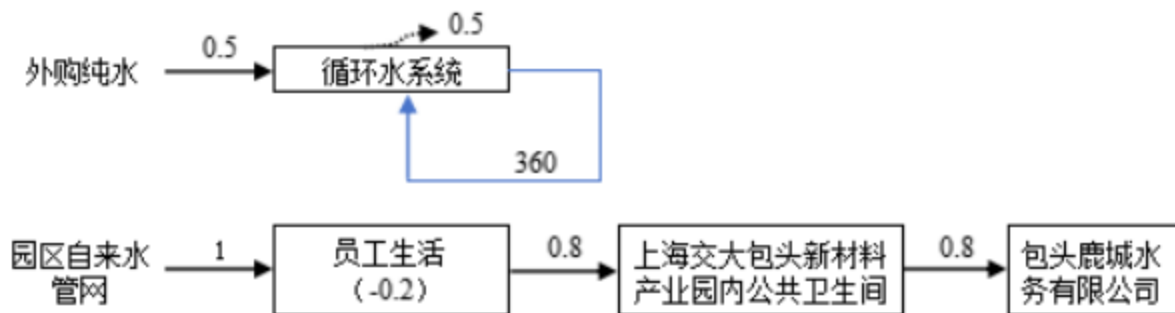 0.5
0.5
外购纯水
循环水系统
360
园区自来水
管网
1
员工生活
（-0.2）
0.8
上海交大包头新材料
产业园内公共卫生间
0.8
包头鹿城水
务有限公司